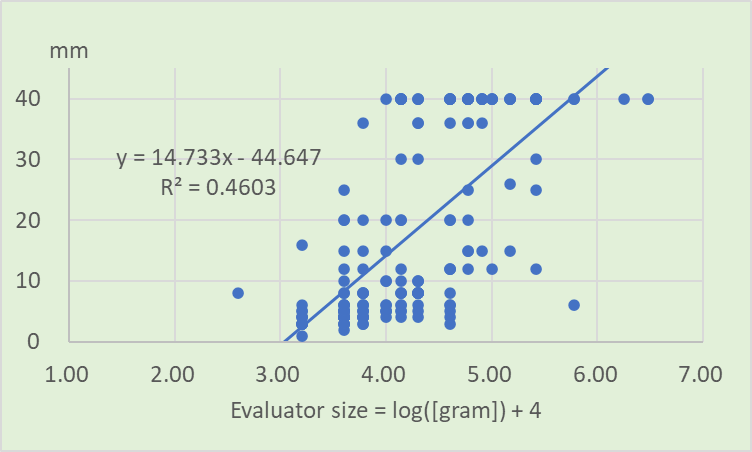 mm
40
30
y = 14.733x - 44.647
R² = 0.4603
20
10
0
1.00 2.00 3.00 4.00 5.00 6.00 7.00
Evaluator size = log([gram]) + 4